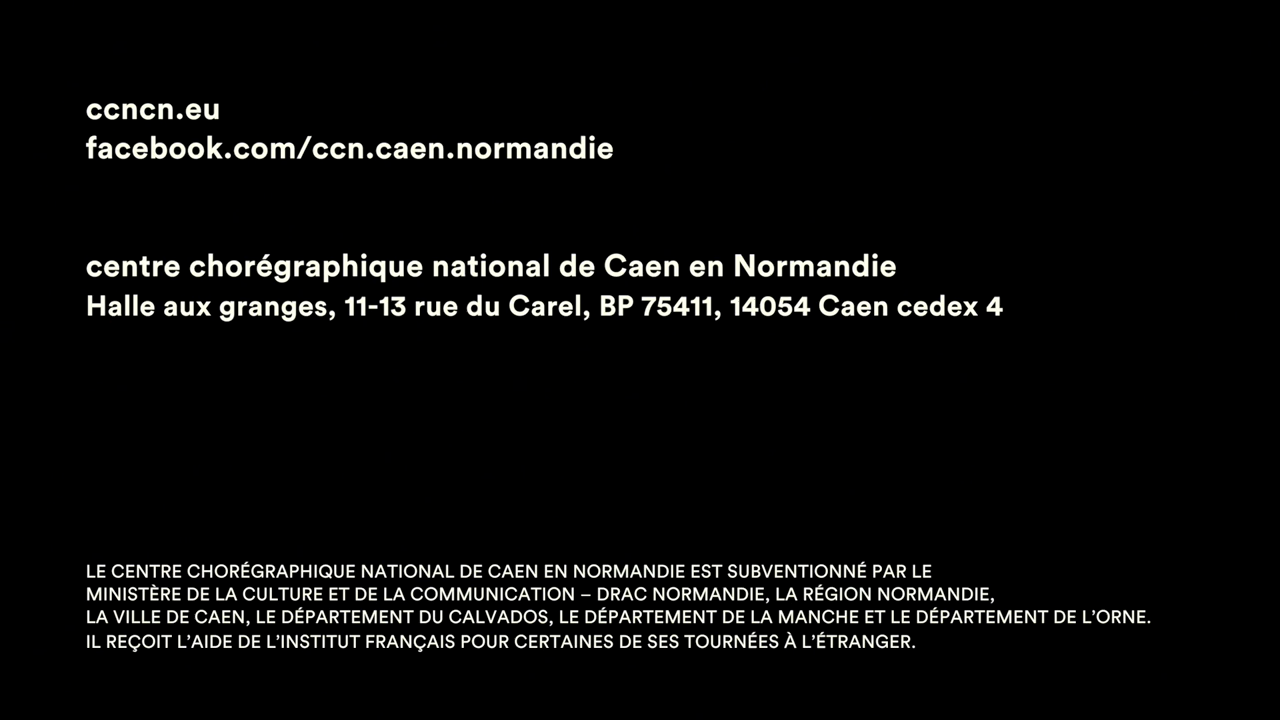 ccncn.eu
facebook.com/ccn.caen.normandie
centre chorégraphique national de Caen en Normandie
Halle aux granges, 11-13 rue du Carel, BP 75411, 14054 Caen cedex 4
LE CENTRE CHORÉGRAPHIQUE NATIONAL DE CAEN EN NORMANDIE EST SUBVENTIONNÉ PAR LE
MINISTÈRE DE LA CULTURE ET DE LA COMMUNICATION – DRAC NORMANDIE, LA RÉGION NORMANDIE,
LA VILLE DE CAEN, LE DÉPARTEMENT DU CALVADOS, LE DÉPARTEMENT DE LA MANCHE ET LE DÉPARTEMENT DE L’ORNE.
IL REÇOIT L’AIDE DE L’INSTITUT FRANÇAIS POUR CERTAINES DE SES TOURNÉES À L’ÉTRANGER.